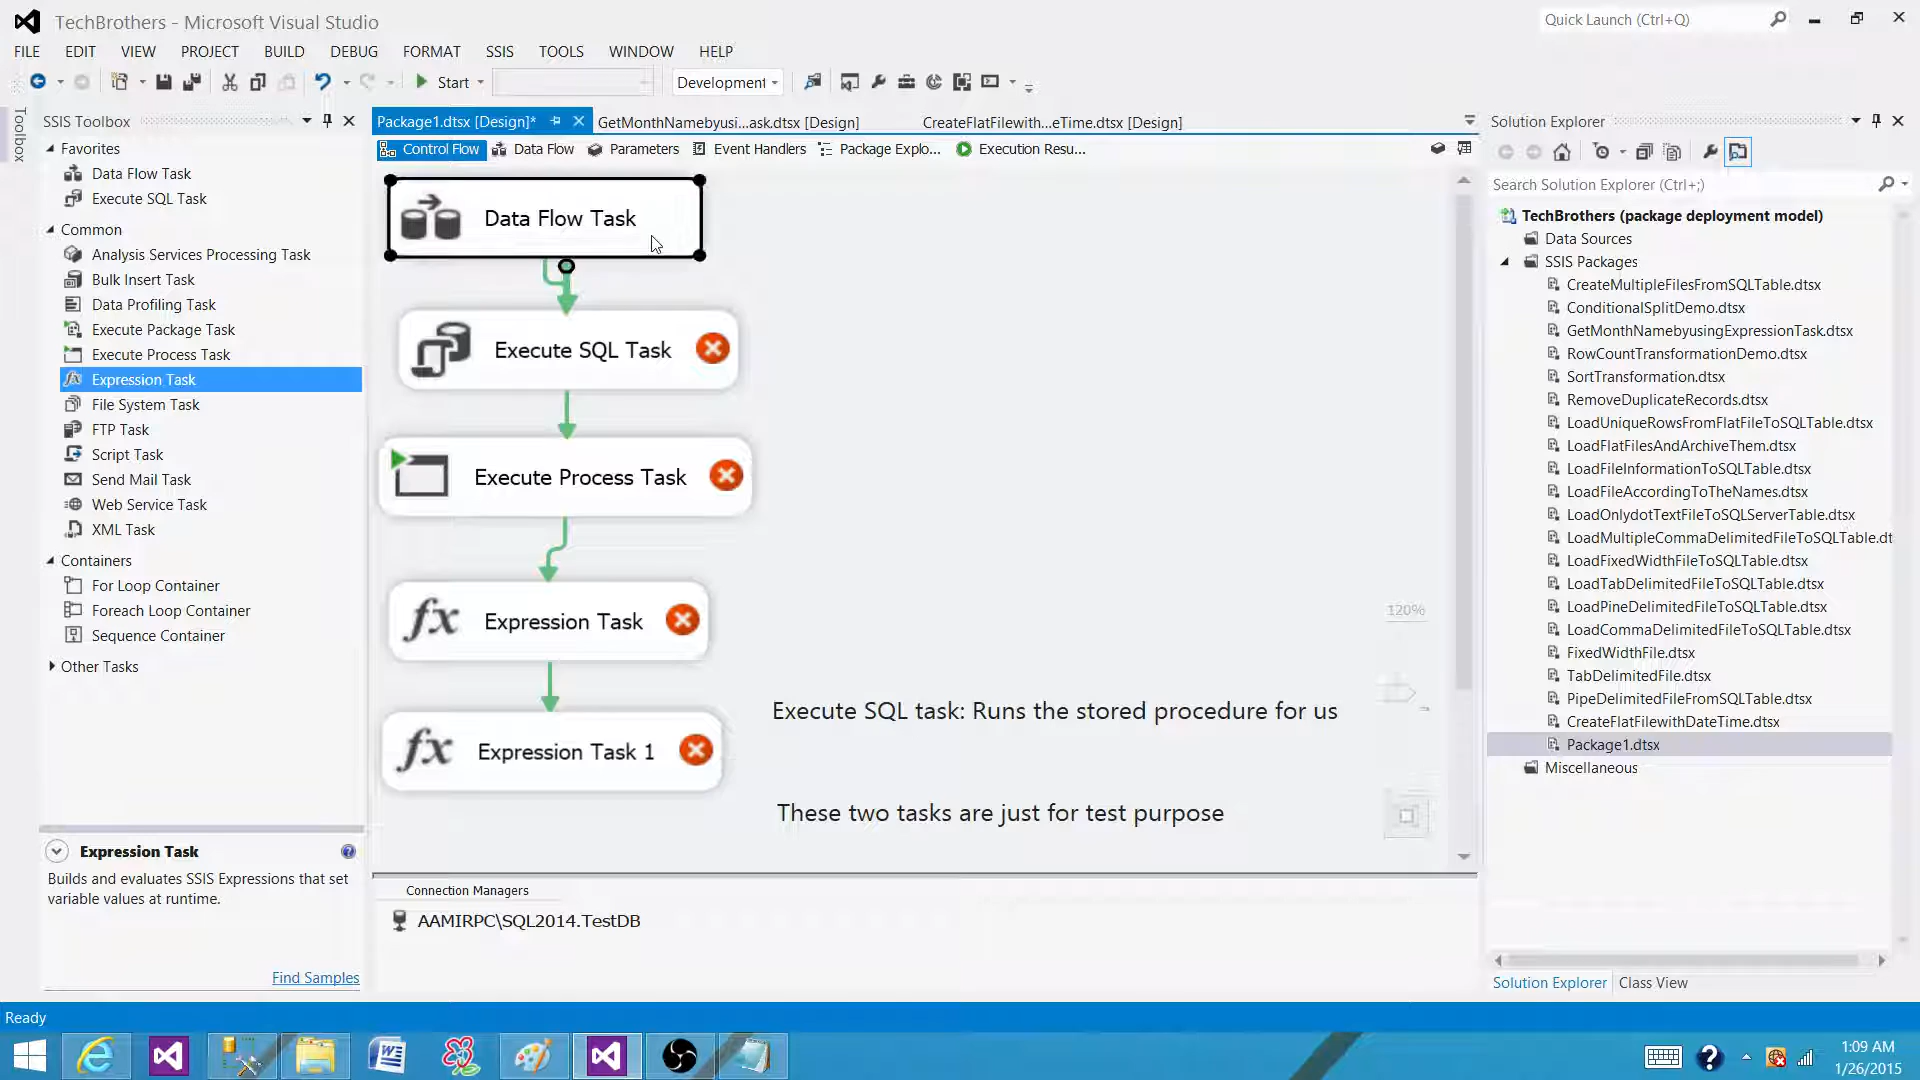 TechBrothers - Microsoft Visual Studio
Quick Launch (Ctrl+Q)
FILE EDIT VIEW PROJECT BUILD DEBUG FORMAT SSIS TOOLS WINDOW HELP
Start Development
Toolbox
SSIS Toolbox
Favorites
Data Flow Task
Execute SQL Task
Common
Analysis Services Processing Task
Bulk Insert Task
Data Profiling Task
Execute Package Task
Execute Process Task
Expression Task
File System Task
FTP Task
Script Task
Send Mail Task
Web Service Task
XML Task
Containers
For Loop Container
Foreach Loop Container
Sequence Container
Other Tasks
Expression Task
Builds and evaluates SSIS Expressions that set
variable values at runtime.
Find Samples
Package1.dtsx [Design]* GetMonthNamebyusi...ask.dtsx [Design] CreateFlatFilewith...eTime.dtsx [Design]
Control Flow Data Flow Parameters Event Handlers Package Explo... Execution Resu...
Data Flow Task
Execute SQL Task
Execute Process Task
fx Expression Task
fx Expression Task 1
120%
Execute SQL task: Runs the stored procedure for us
These two tasks are just for test purpose
Connection Managers
AAMIRPC\SQL2014.TestDB
Solution Explorer
Search Solution Explorer (Ctrl+;)
TechBrothers (package deployment model)
Data Sources
SSIS Packages
CreateMultipleFilesFromSQLTable.dtsx
ConditionalSplitDemo.dtsx
GetMonthNamebyusingExpressionTask.dtsx
RowCountTransformationDemo.dtsx
SortTransformation.dtsx
RemoveDuplicateRecords.dtsx
LoadUniqueRowsFromFlatFileToSQLTable.dtsx
LoadFlatFilesAndArchiveThem.dtsx
LoadFileInformationToSQLTable.dtsx
LoadFileAccordingToTheNames.dtsx
LoadOnlydotTextFileToSQLServerTable.dtsx
LoadMultipleCommaDelimitedFileToSQLTable.dt
LoadFixedWidthFileToSQLTable.dtsx
LoadTabDelimitedFileToSQLTable.dtsx
LoadPineDelimitedFileToSQLTable.dtsx
LoadCommaDelimitedFileToSQLTable.dtsx
FixedWidthFile.dtsx
TabDelimitedFile.dtsx
PipeDelimitedFileFromSQLTable.dtsx
CreateFlatFilewithDateTime.dtsx
Package1.dtsx
Miscellaneous
Solution Explorer Class View
Ready
1:09 AM
1/26/2015